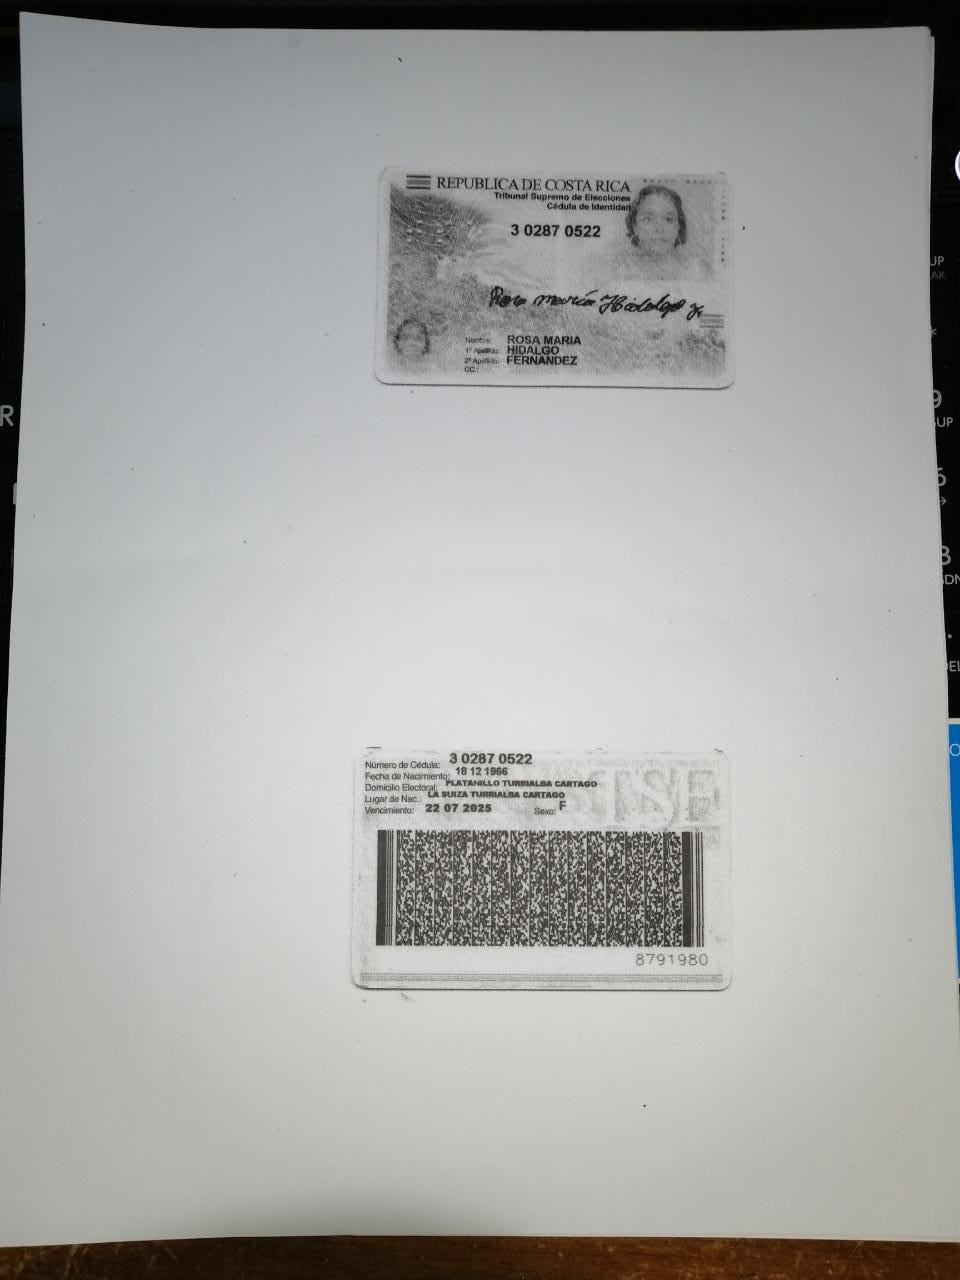 REPUBLICA DE COSTA RICA
Tribunal Supremo de Elecciones
Cédula de Identidad
3 0287 0522
Rosa María Hidalgo
Nombre: ROSA MARIA
1° Apellido: HIDALGO
2° Apellido: FERNANDEZ
CC.:
Número de Cédula: 3 0287 0522
Fecha de Nacimiento: 18 12 1966
Domicilio Electoral: PLATANILLO TURRIALBA CARTAGO
Lugar de Nac.: LA SUIZA TURRIALBA CARTAGO
Vencimiento: 22 07 2025 Sexo: F
TSE
8791980
R
9